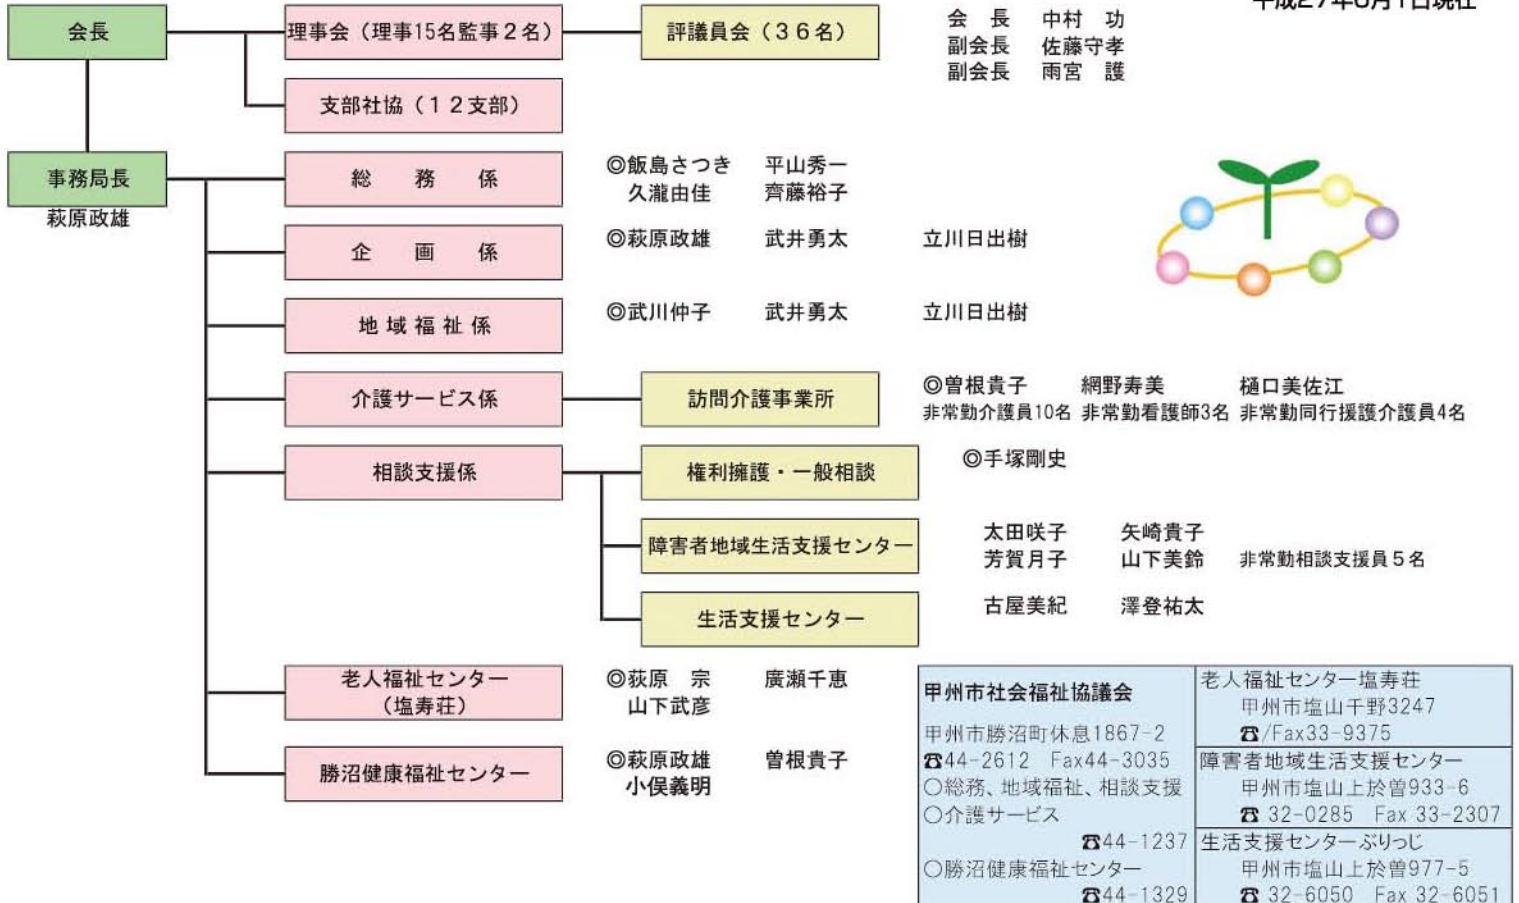 平成27年6月1日現在
会長
理事会（理事15名監事２名）
評議員会（３６名）
会　長　中村　功
副会長　佐藤守孝
副会長　雨宮　護
支部社協（１２支部）
事務局長
萩原政雄
総　務　係
◎飯島さつき　平山秀一
久瀧由佳　齊藤裕子
企　画　係
◎萩原政雄　武井勇太　立川日出樹
地域福祉係
◎武川仲子　武井勇太　立川日出樹
介護サービス係
訪問介護事業所
◎曽根貴子　網野寿美　樋口美佐江
非常勤介護員10名 非常勤看護師3名 非常勤同行援護介護員4名
相談支援係
権利擁護・一般相談
◎手塚剛史
障害者地域生活支援センター
太田咲子　矢崎貴子
芳賀月子　山下美鈴　非常勤相談支援員５名
生活支援センター
古屋美紀　澤登祐太
老人福祉センター
（塩寿荘）
◎荻原　宗　廣瀬千恵
山下武彦
勝沼健康福祉センター
◎萩原政雄　曽根貴子
小俣義明
甲州市社会福祉協議会
甲州市勝沼町休息1867-2
☎44-2612　Fax44-3035
○総務、地域福祉、相談支援
○介護サービス
☎44-1237
○勝沼健康福祉センター
☎44-1329
老人福祉センター塩寿荘
甲州市塩山千野3247
☎/Fax33-9375
障害者地域生活支援センター
甲州市塩山上於曽933-6
☎ 32-0285　Fax 33-2307
生活支援センターぶりっじ
甲州市塩山上於曽977-5
☎ 32-6050　Fax 32-6051